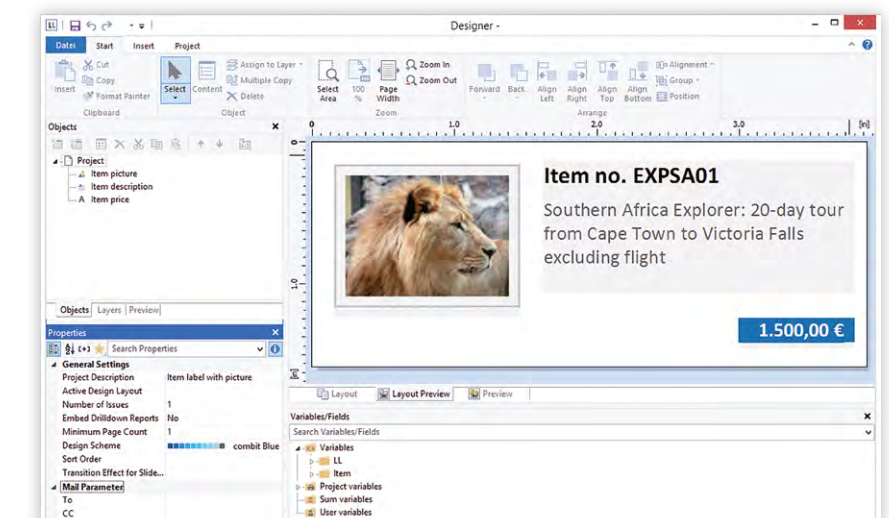 LL
Designer -
Datei Start Insert Project
Insert
Cut
Copy
Format Painter
Clipboard
Select
Content
Assign to Layer
Multiple Copy
Delete
Object
Select Area
100 %
Page Width
Zoom In
Zoom Out
Zoom
Forward
Back
Align Left
Align Right
Align Top
Align Bottom
Alignment
Group
Position
Arrange
Objects
Project
Item picture
Item description
A Item price
Objects Layers Preview
0 1.0 2.0 3.0 [in]
0
1.0
[in]
Item no. EXPSA01
Southern Africa Explorer: 20-day tour
from Cape Town to Victoria Falls
excluding flight
1.500,00 €
Layout Layout Preview Preview
Properties
Search Properties
General Settings
Project Description Item label with picture
Active Design Layout
Number of Issues 1
Embed Drilldown Reports No
Minimum Page Count 1
Design Scheme combit Blue
Sort Order
Transition Effect for Slide...
Mail Parameter
To
CC
Variables/Fields
Search Variables/Fields
Variables
LL
Item
Project variables
Sum variables
User variables